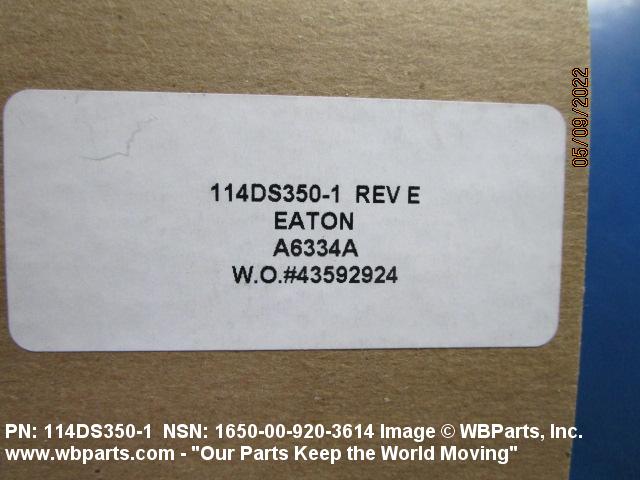 114DS350-1 REV E
EATON
A6334A
W.O.#43592924
05/09/2022
PN: 114DS350-1 NSN: 1650-00-920-3614 Image © WBParts, Inc.
www.wbparts.com - "Our Parts Keep the World Moving"